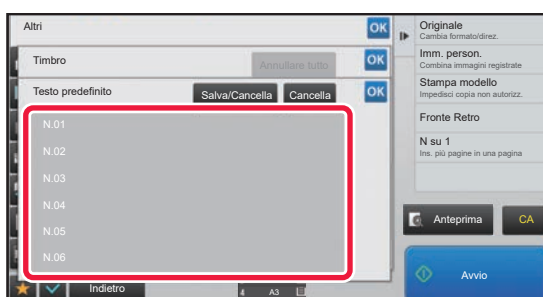 Altri
OK
Timbro
Annullare tutto
OK
Testo predefinito
Salva/Cancella
Cancella
OK
N.01
N.02
N.03
N.04
N.05
N.06
Indietro
4
A3
Originale
Cambia formato/direz.
Imm. person.
Combina immagini registrate
Stampa modello
Impedisci copia non autorizz.
Fronte Retro
N su 1
Ins. più pagine in una pagina
Anteprima
CA
Avvio